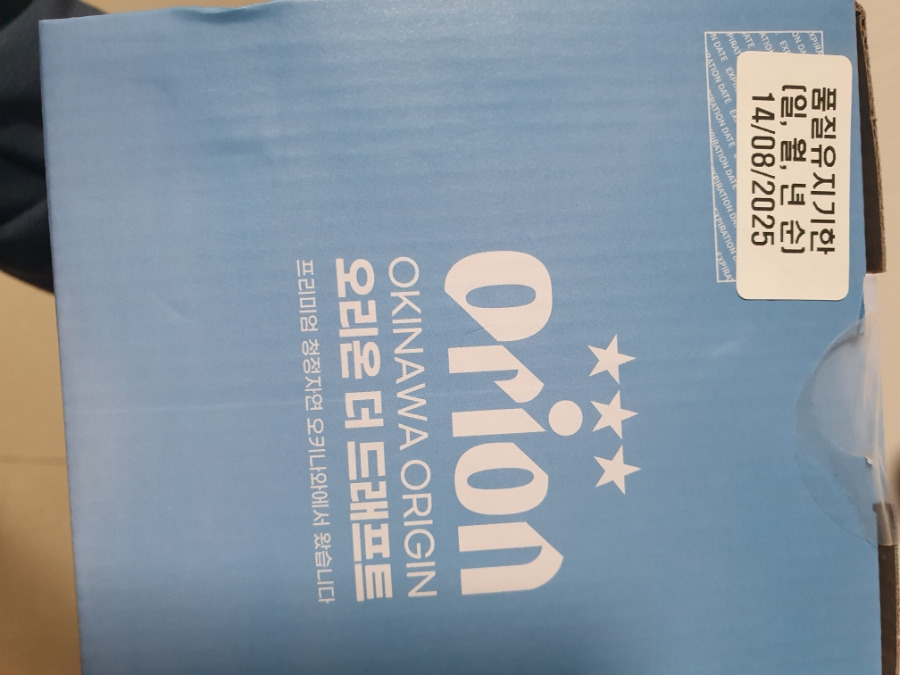 품질유지기한
(일, 월, 년 순)
14/08/2025
EXPIRATION DATE
orion
OKINAWA ORIGIN
오리온 더 드래프트
프리미엄 청정자연 오키나와에서 왔습니다